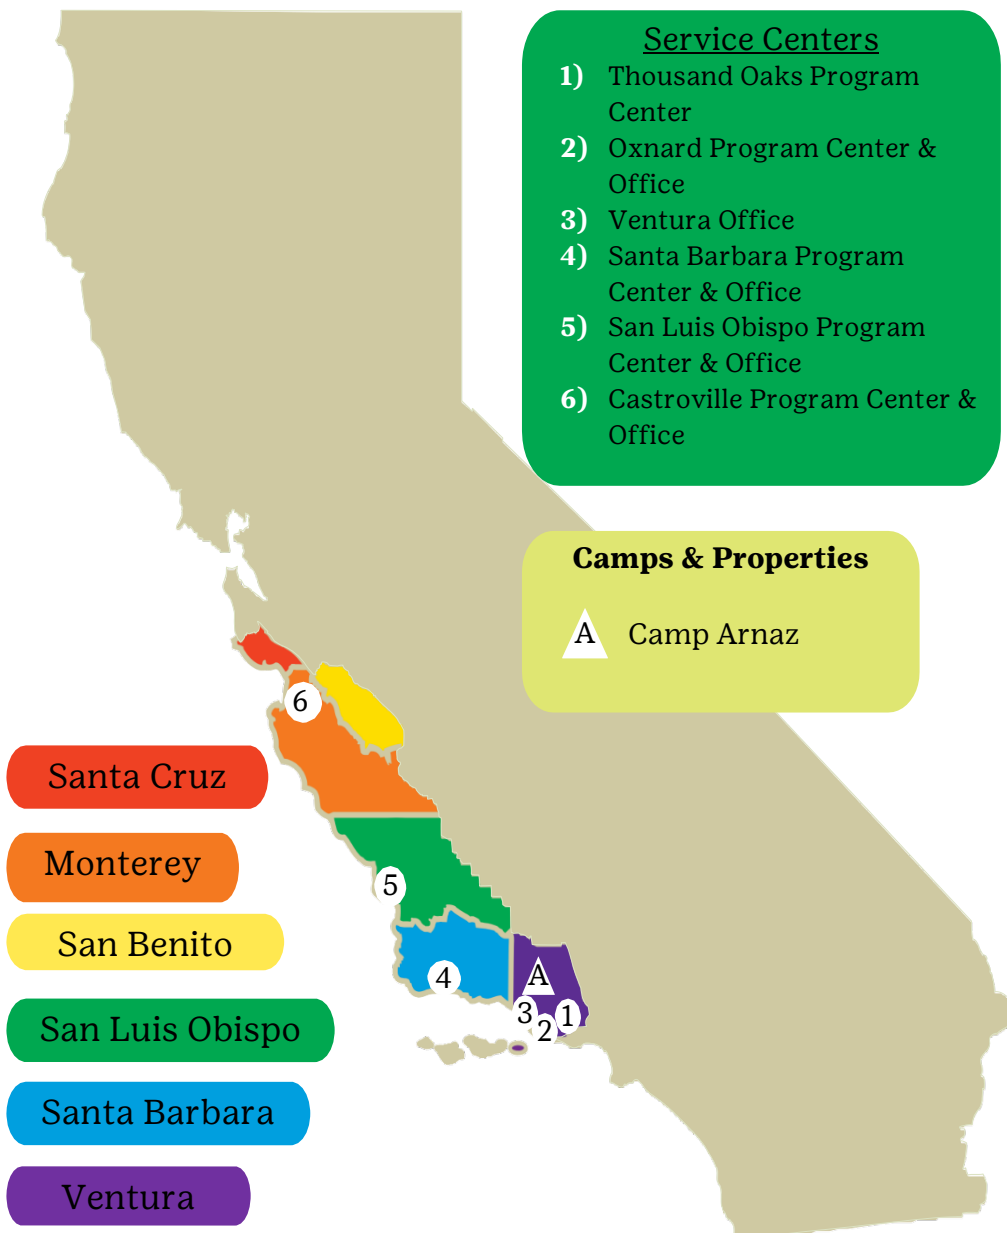 Service Centers
1) Thousand Oaks Program
Center
2) Oxnard Program Center &
Office
3) Ventura Office
4) Santa Barbara Program
Center & Office
5) San Luis Obispo Program
Center & Office
6) Castroville Program Center &
Office
Camps & Properties
A Camp Arnaz
6
Santa Cruz
Monterey
5
San Benito
4
A
3
1
2
San Luis Obispo
Santa Barbara
Ventura